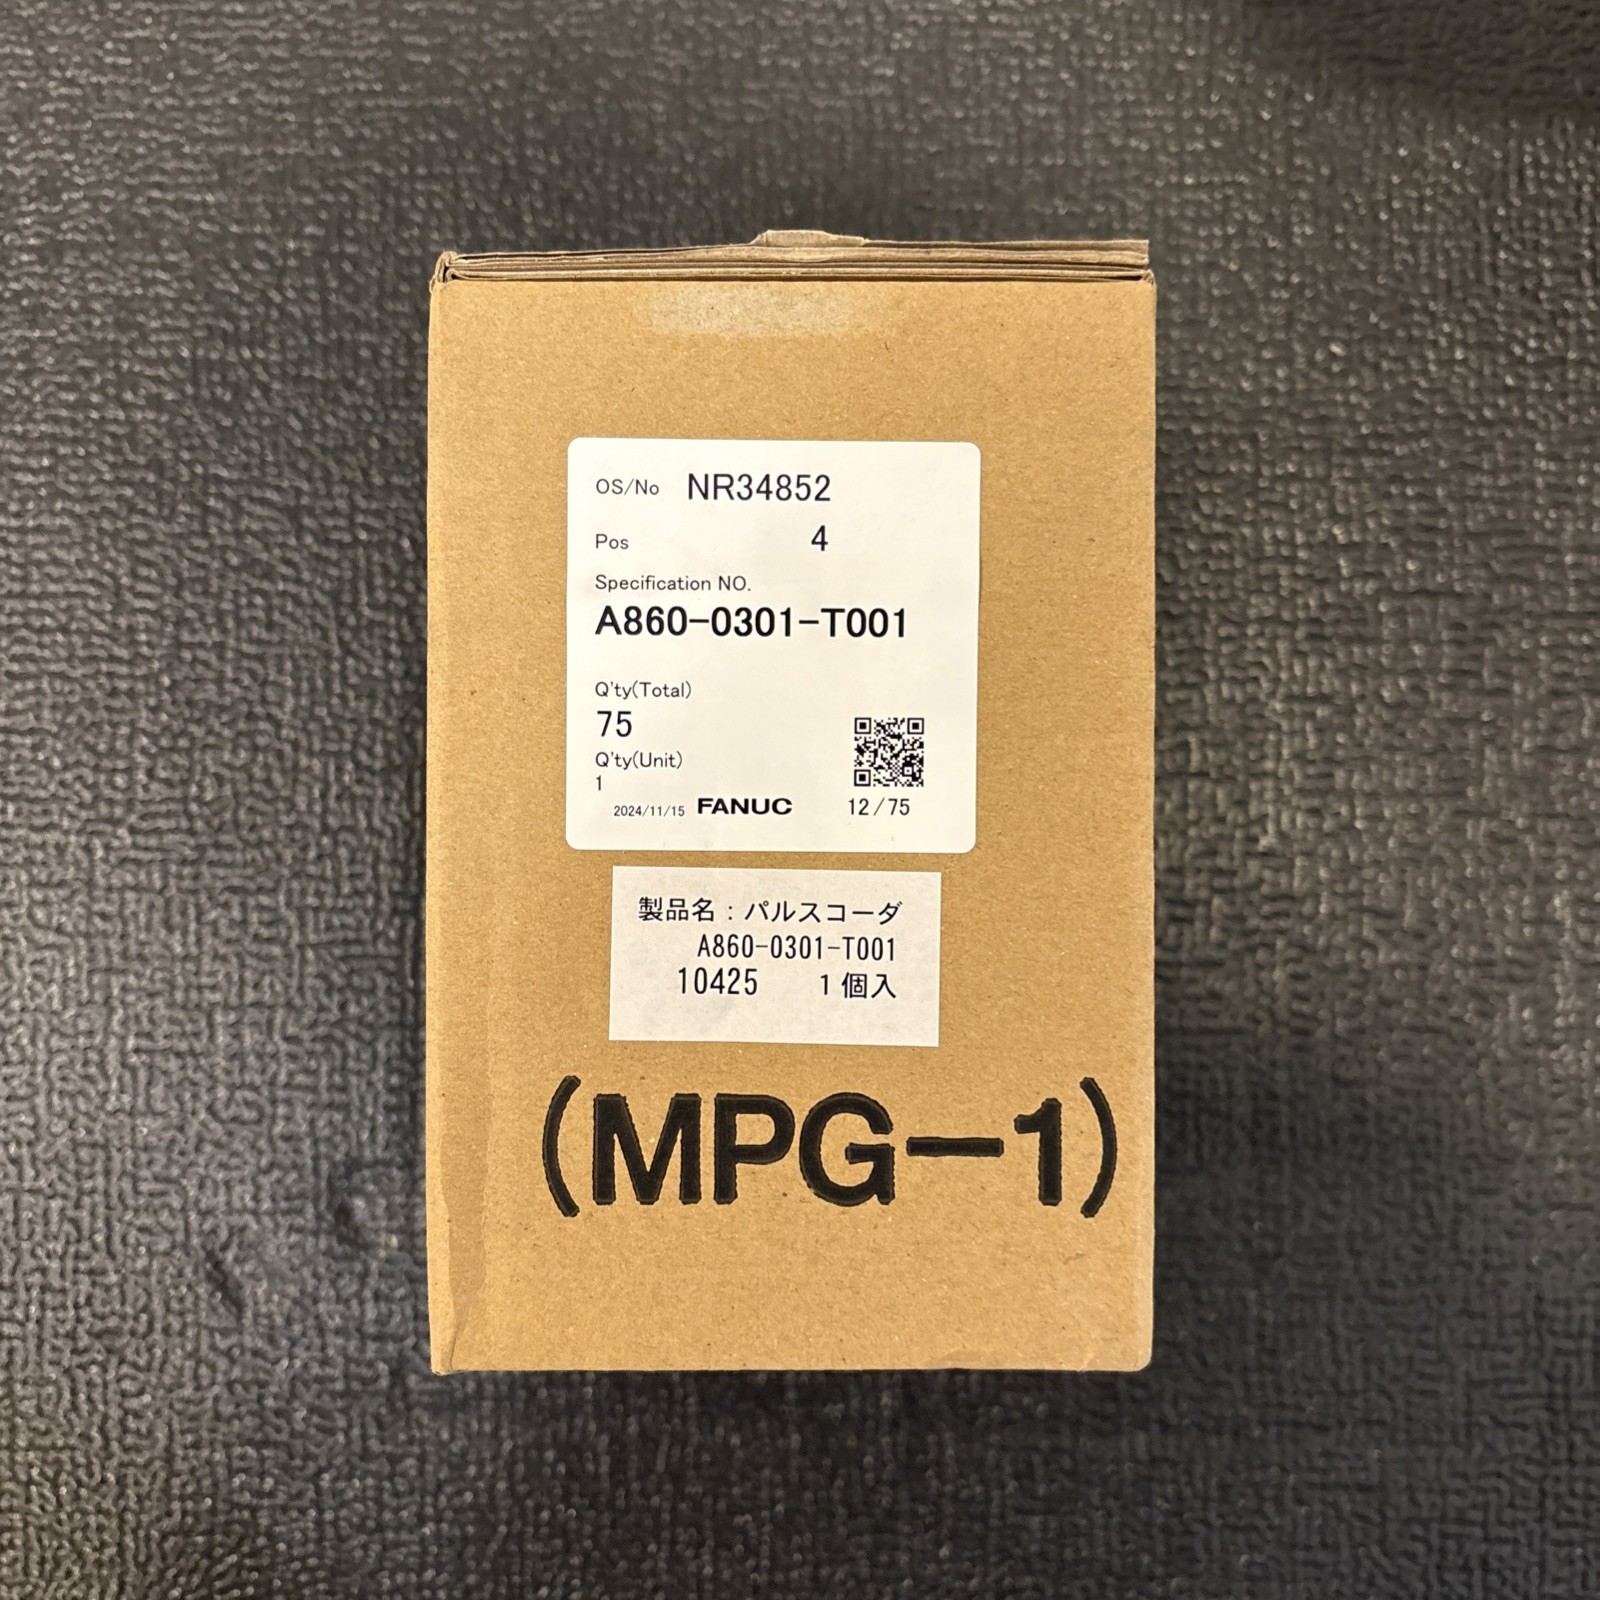 OS/No NR34852
Pos 4
Specification NO.
A860-0301-T001
Q'ty(Total)
75
Q'ty(Unit)
1
2024/11/15 FANUC 12/75
製品名:パルスコーダ
A860-0301-T001
10425 1個入
(MPG-1)